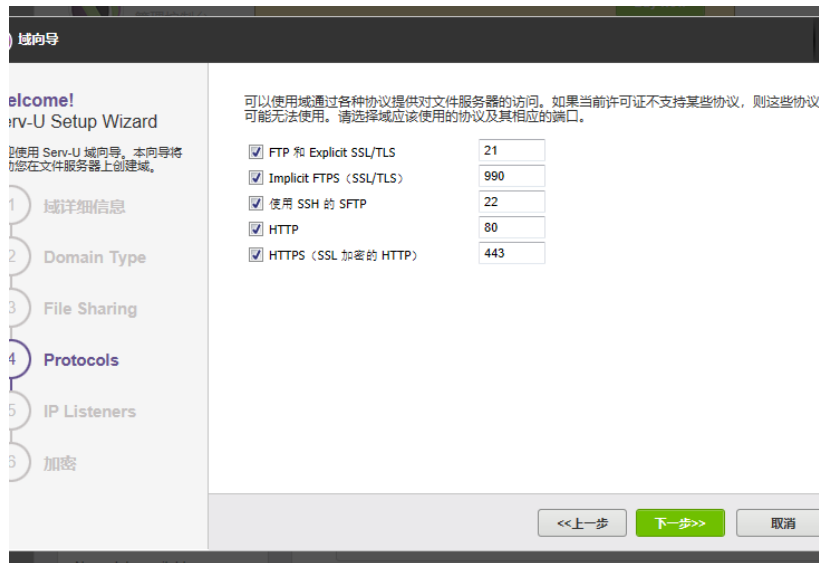 域向导
elcome!
erv-U Setup Wizard
使用 Serv-U 域向导。本向导将
您在文件服务器上创建域。
1 域详细信息
2 Domain Type
3 File Sharing
4 Protocols
5 IP Listeners
6 加密
可以使用域通过各种协议提供对文件服务器的访问。如果当前许可证不支持某些协议，则这些协议
可能无法使用。请选择域应该使用的协议及其相应的端口。
FTP 和 Explicit SSL/TLS 21
Implicit FTPS（SSL/TLS） 990
使用 SSH 的 SFTP 22
HTTP 80
HTTPS（SSL 加密的 HTTP） 443
<<上一步 下一步>> 取消